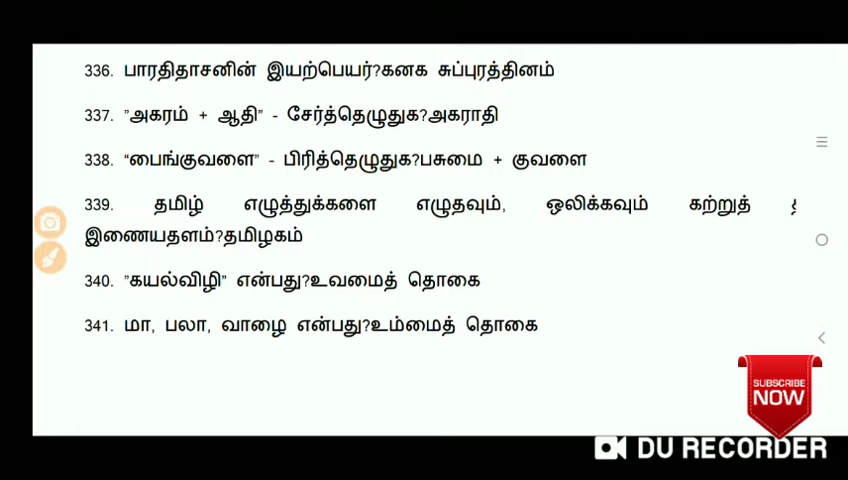 336. பாரதிதாசனின் இயற்பெயர்?கனக சுப்புரத்தினம்
337. "அகரம் + ஆதி" - சேர்த்தெழுதுக?அகராதி
338. "பைங்குவளை" - பிரித்தெழுதுக?பசுமை + குவளை
339. தமிழ் எழுத்துக்களை எழுதவும், ஒலிக்கவும் கற்றுத்
இணையதளம்?தமிழகம்
340. "கயல்விழி" என்பது?உவமைத் தொகை
341. மா, பலா, வாழை என்பது?உம்மைத் தொகை
SUBSCRIBE
NOW
DU RECORDER